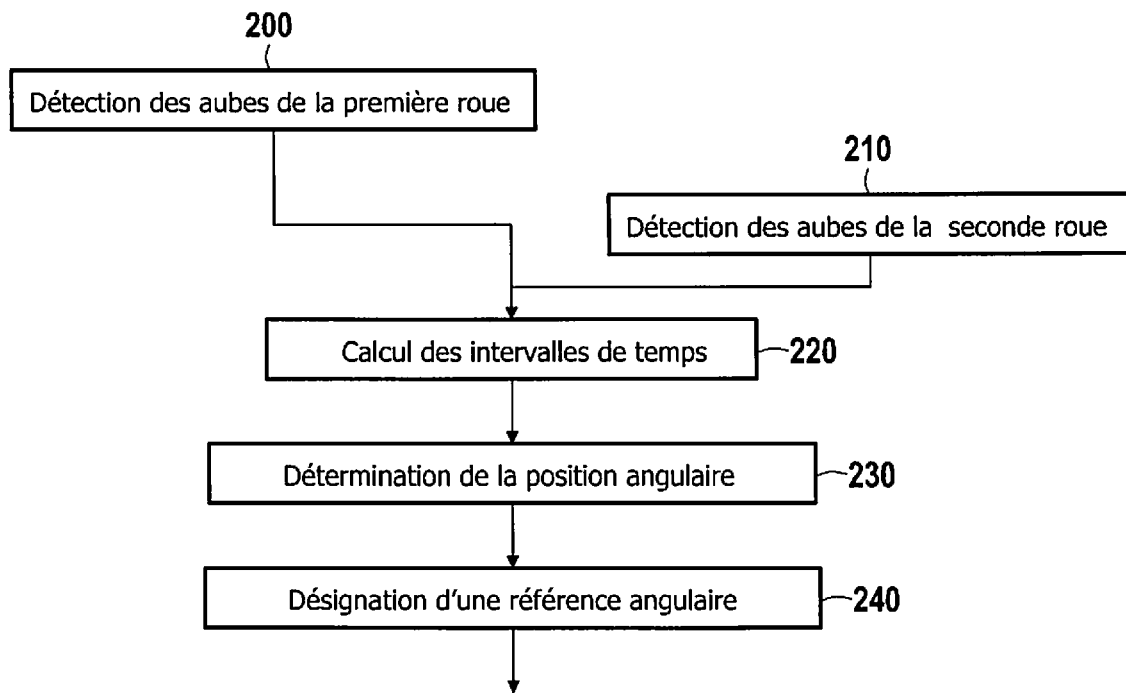 200
Détection des aubes de la première roue
210
Détection des aubes de la seconde roue
Calcul des intervalles de temps
220
Détermination de la position angulaire
230
Désignation d'une référence angulaire
240